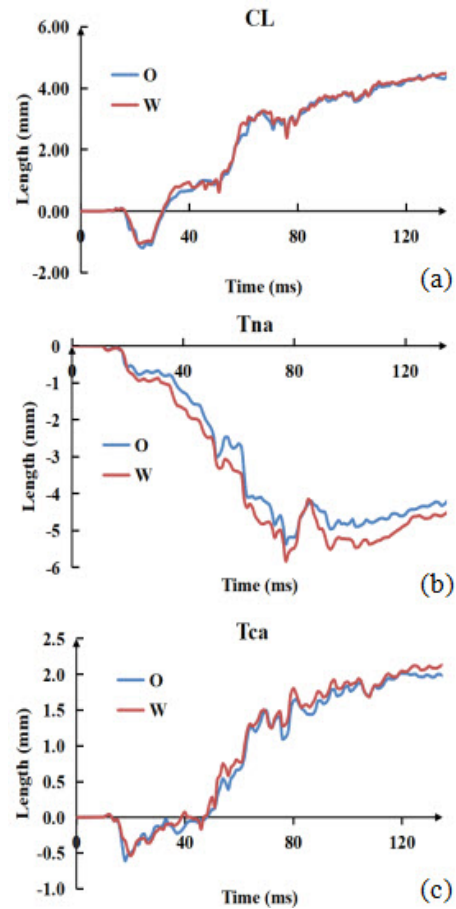 CL
6.00
4.00
2.00
0.00
-2.00
Length (mm)
O
W
40
80
120
0
Time (ms)
(a)
Tna
0
-1
-2
-3
-4
-5
-6
Length (mm)
0
40
80
120
O
W
Time (ms)
(b)
Tca
2.5
2.0
1.5
1.0
0.5
0.0
-0.5
-1.0
Length (mm)
O
W
0
40
80
120
Time (ms)
(c)